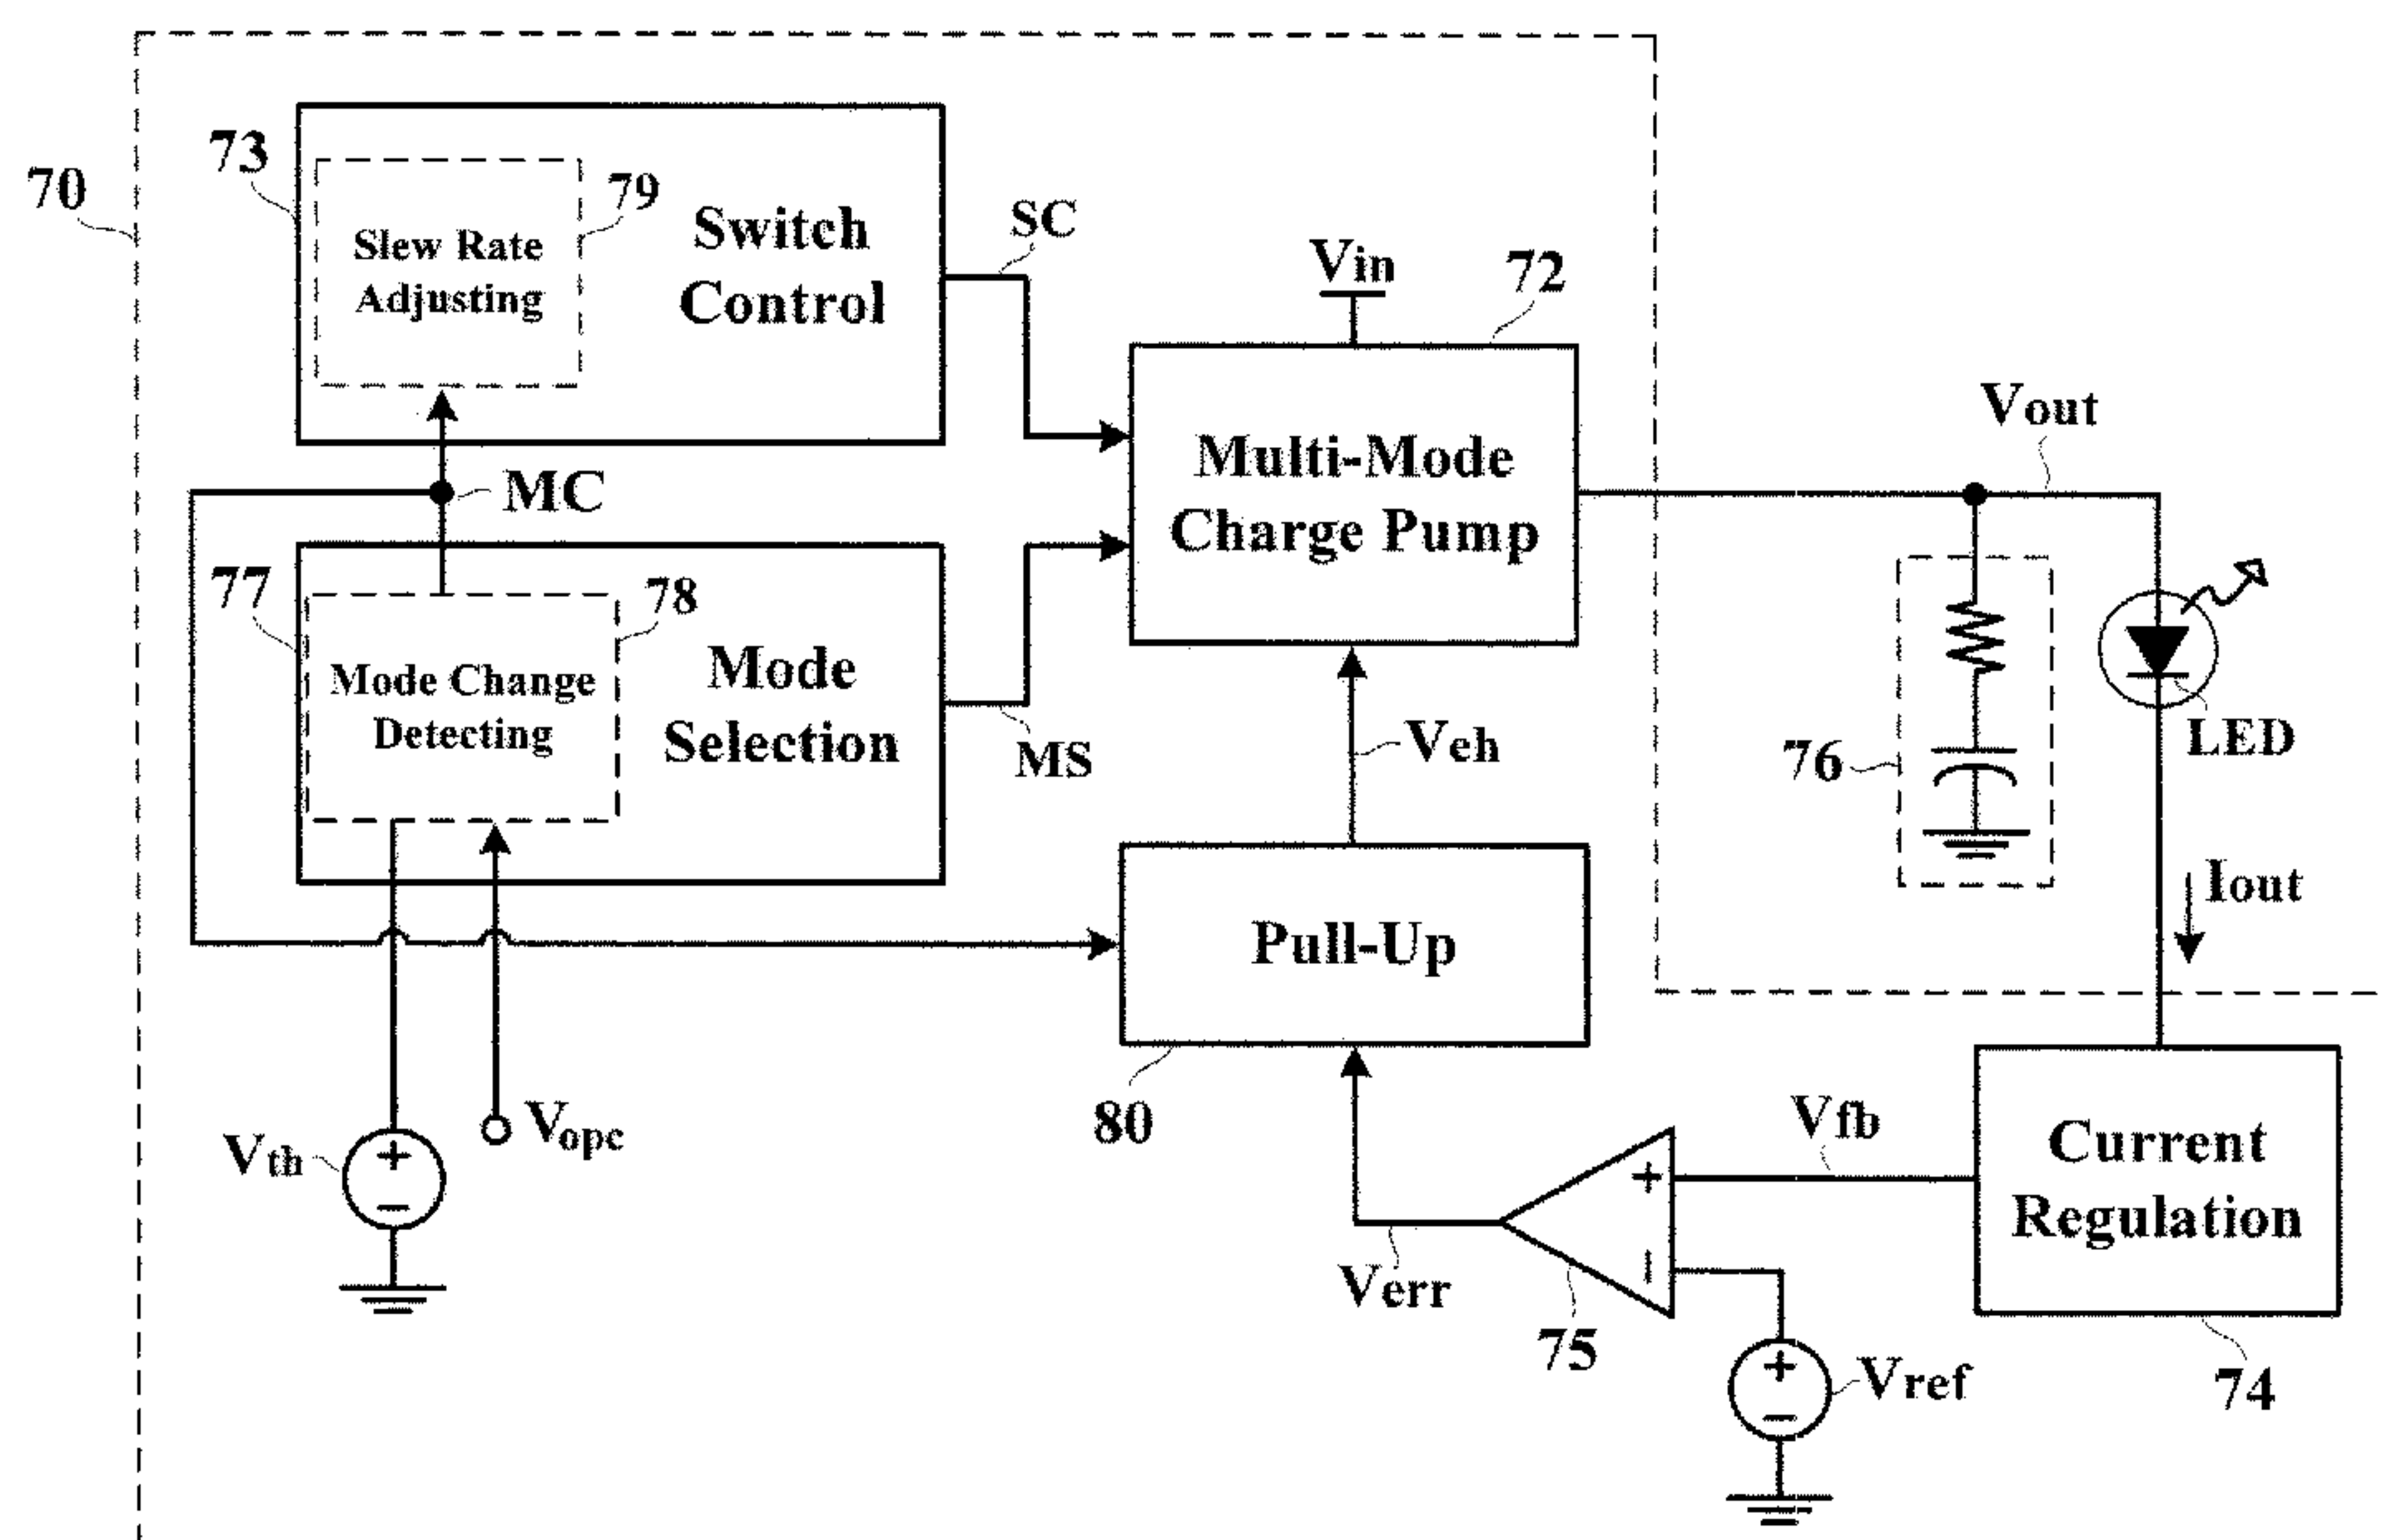 70
73
79
Slew Rate
Adjusting
Switch
Control
SC
Vin
72
Multi-Mode
Charge Pump
Vout
MC
77
78
Mode Change
Detecting
Mode
Selection
MS
Veh
76
LED
Iout
Pull-Up
80
Vth
Vopc
Verr
75
+
−
Vfb
Current
Regulation
74
Vref
+
−
+
−